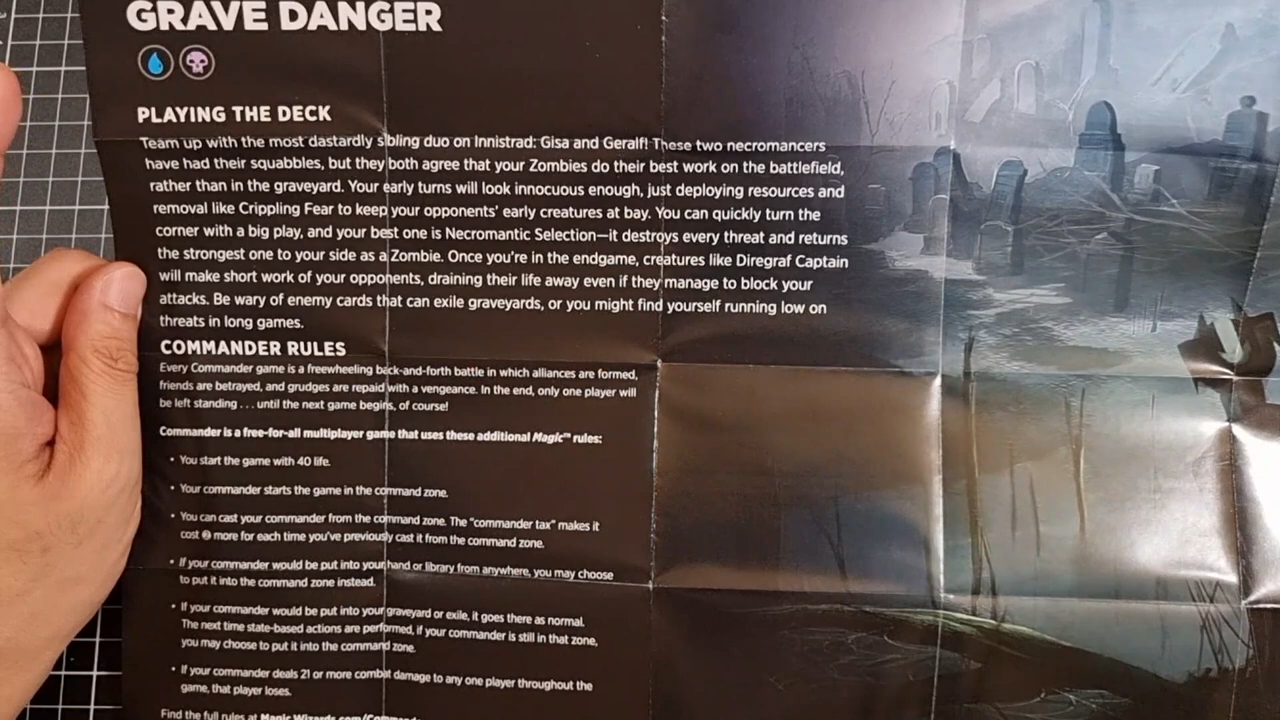 GRAVE DANGER
PLAYING THE DECK
Team up with the most dastardly sibling duo on Innistrad: Gisa and Geralf! These two necromancers
have had their squabbles, but they both agree that your Zombies do their best work on the battlefield,
rather than in the graveyard. Your early turns will look innocuous enough, just deploying resources and
removal like Crippling Fear to keep your opponents' early creatures at bay. You can quickly turn the
corner with a big play, and your best one is Necromantic Selection—it destroys every threat and returns
the strongest one to your side as a Zombie. Once you're in the endgame, creatures like Diregraf Captain
will make short work of your opponents, draining their life away even if they manage to block your
attacks. Be wary of enemy cards that can exile graveyards, or you might find yourself running low on
threats in long games.
COMMANDER RULES
Every Commander game is a freewheeling back-and-forth battle in which alliances are formed,
friends are betrayed, and grudges are repaid with a vengeance. In the end, only one player will
be left standing . . . until the next game begins, of course!
Commander is a free-for-all multiplayer game that uses these additional Magic™ rules:
• You start the game with 40 life.
• Your commander starts the game in the command zone.
• You can cast your commander from the command zone. The "commander tax" makes it
cost 2 more for each time you've previously cast it from the command zone.
• If your commander would be put into your hand or library from anywhere, you may choose
to put it into the command zone instead.
• If your commander would be put into your graveyard or exile, it goes there as normal.
The next time state-based actions are performed, if your commander is still in that zone,
you may choose to put it into the command zone.
• If your commander deals 21 or more combat damage to any one player throughout the
game, that player loses.
Find the full rules at